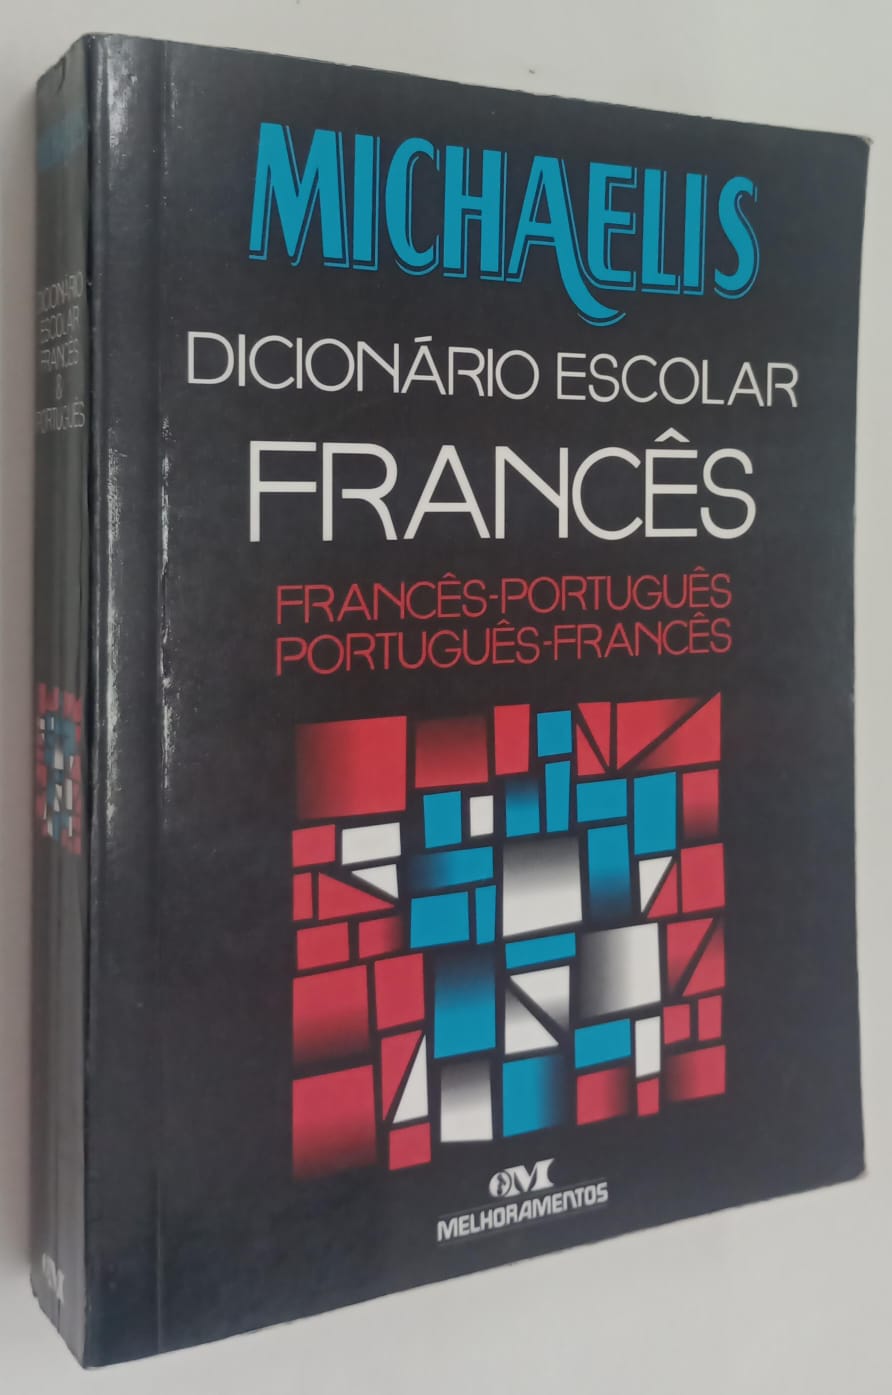 MICHAELIS
DICIONÁRIO ESCOLAR
FRANCÊS
FRANCÊS-PORTUGUÊS
PORTUGUÊS-FRANCÊS
M
MELHORAMENTOS
DICIONÁRIO
ESCOLAR
FRANCÊS
&
PORTUGUÊS
M